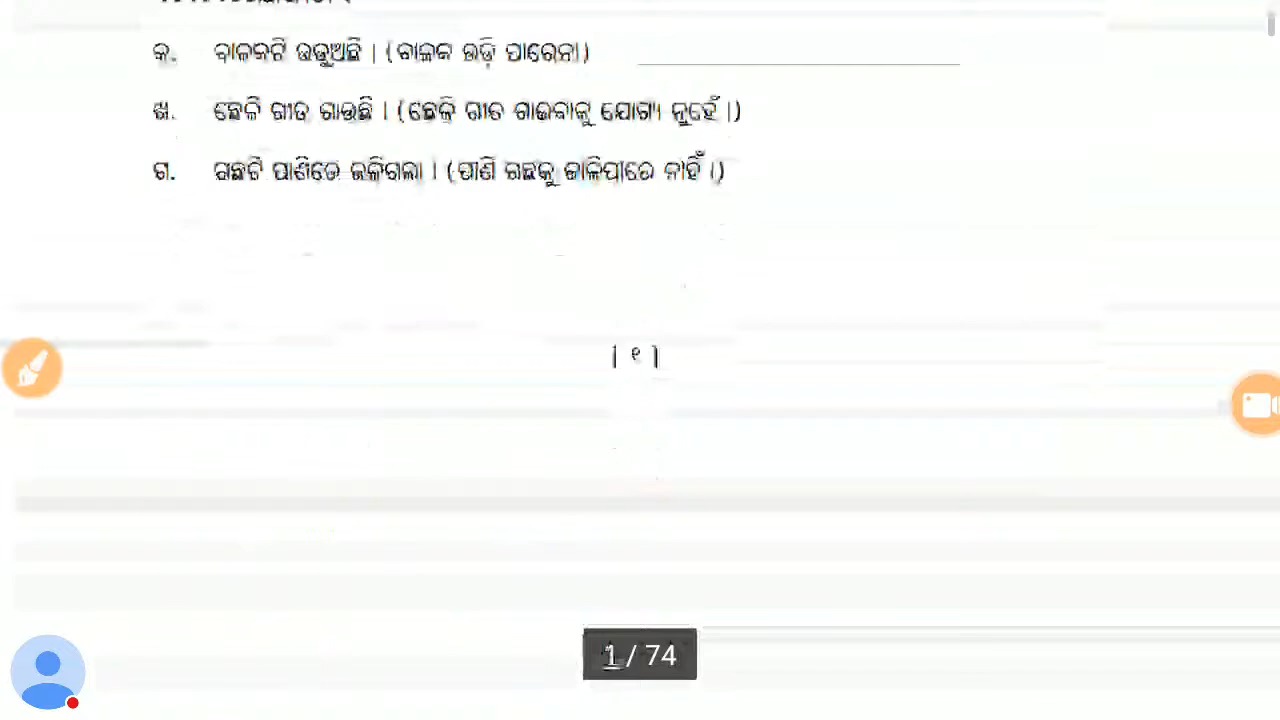 କ. ବାଳକଟି ଉଡୁଅଛି । (ବାଳକ ଉଡ଼ି ପାରେନା)
ଖ. ଛେଳି ଗୀତ ଗାଉଛି । (ଛେଳି ଗୀତ ଗାଇବାକୁ ଯୋଗ୍ୟ ନୁହେଁ ।)
ଗ. ଗଛଟି ପାଣିରେ ଜଳିଗଲା । (ପାଣି ଗଛକୁ ଜାଳିପାରେ ନାହିଁ ।)
[ ୧ ]
1 / 74